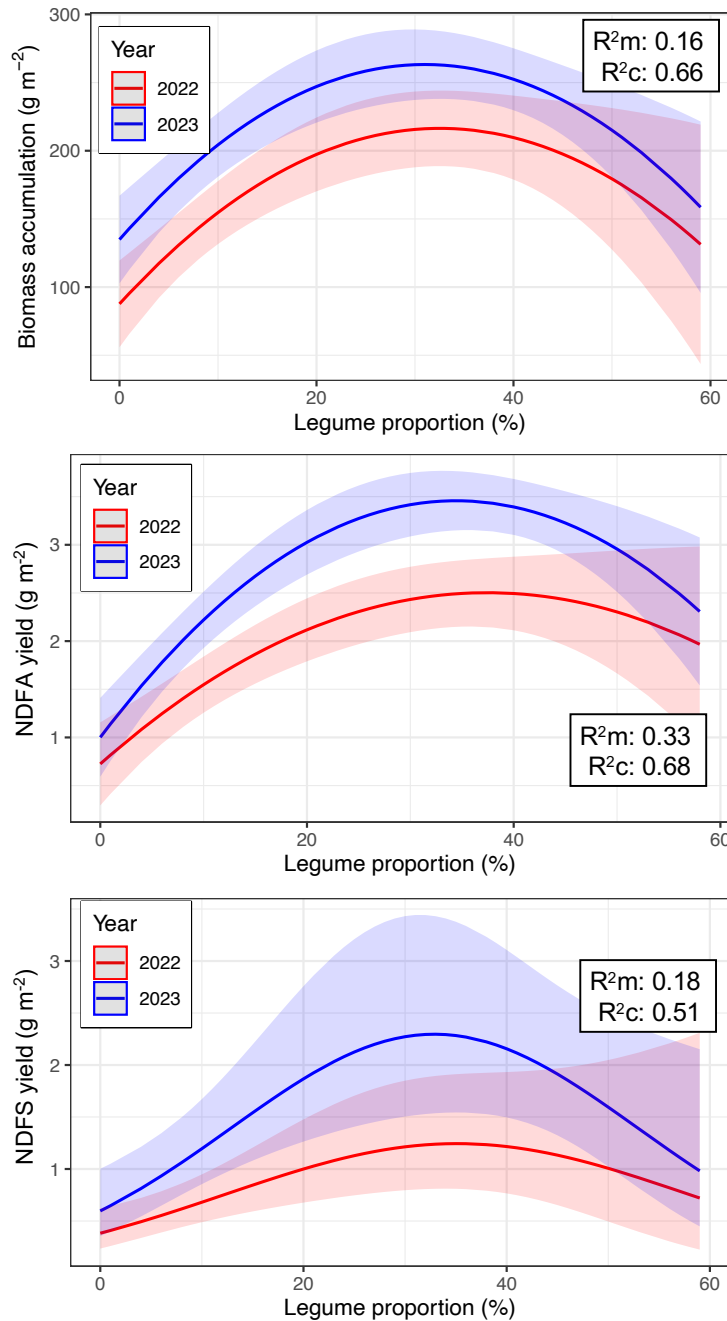 300
200
100
Biomass accumulation (g m⁻²)
Year
2022
2023
R²m: 0.16
R²c: 0.66
0 20 40 60
Legume proportion (%)
3
2
1
NDFA yield (g m⁻²)
Year
2022
2023
R²m: 0.33
R²c: 0.68
0 20 40 60
Legume proportion (%)
3
2
1
NDFS yield (g m⁻²)
Year
2022
2023
R²m: 0.18
R²c: 0.51
0 20 40 60
Legume proportion (%)